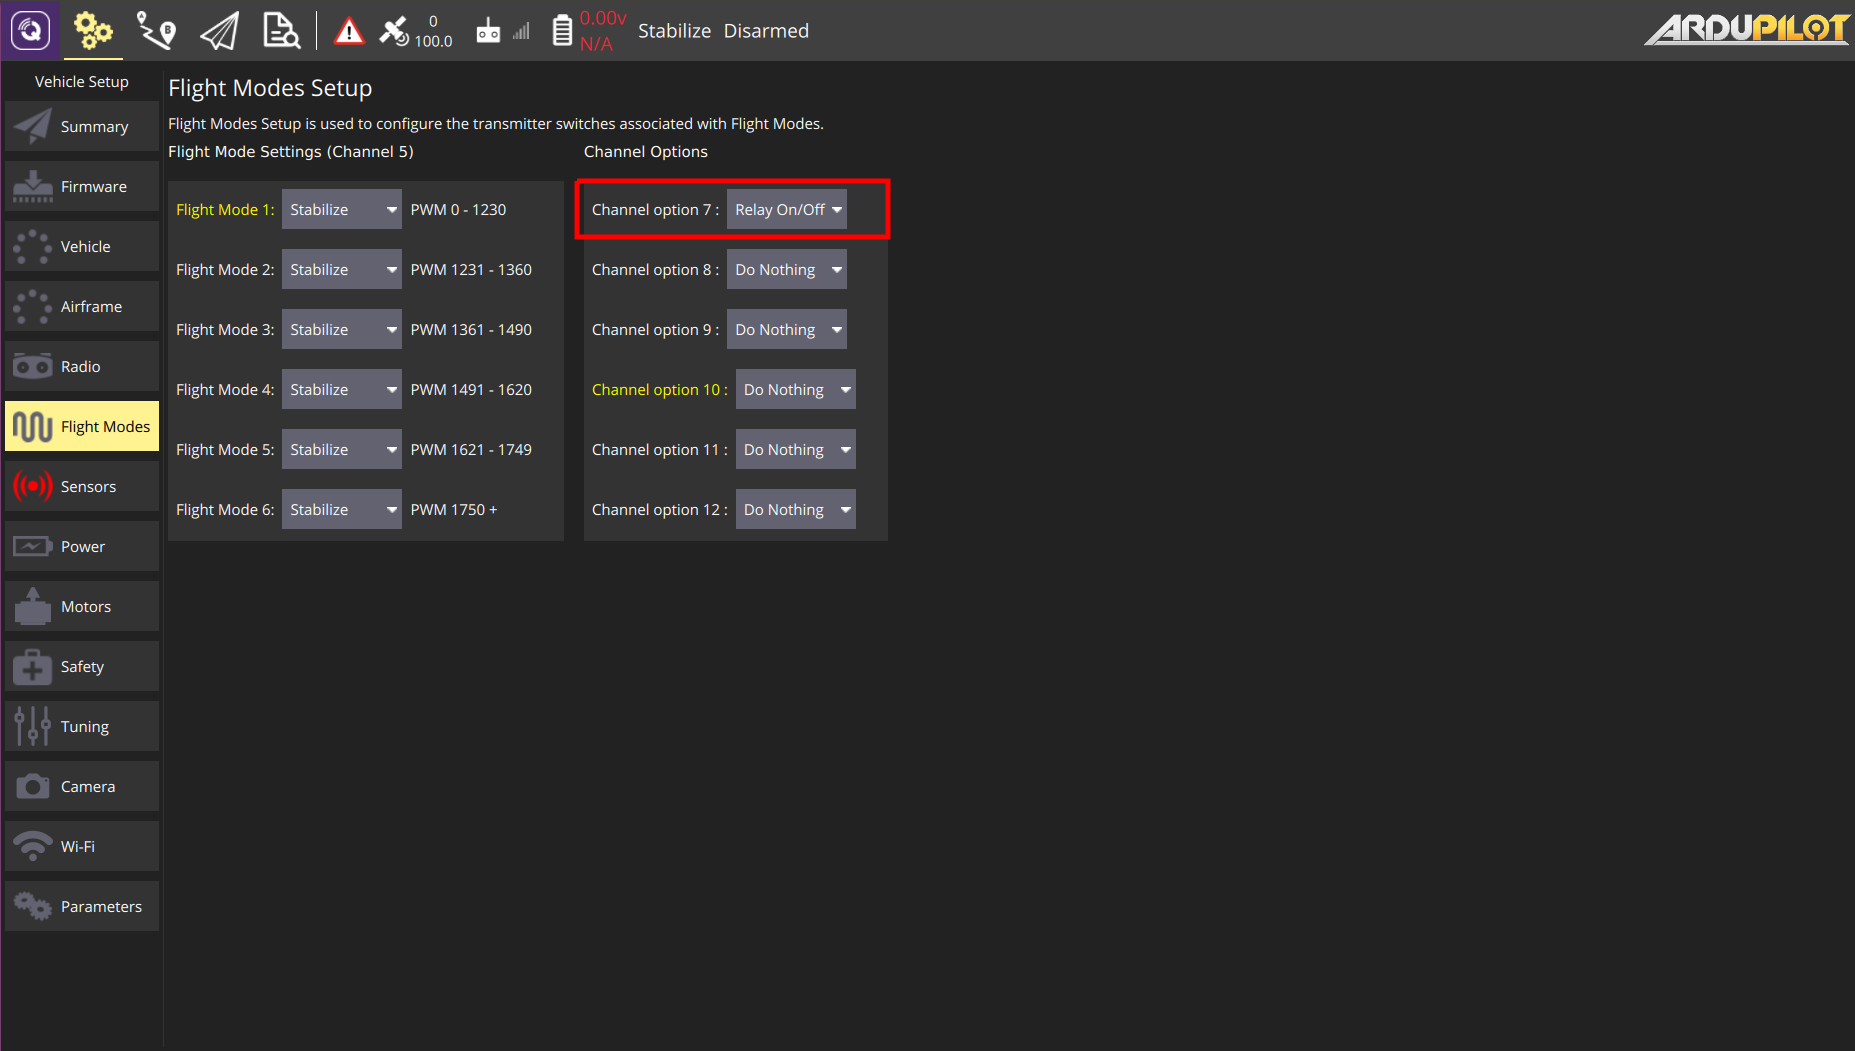 0
100.0
0.00v
N/A
Stabilize Disarmed
ARDUPILOT
Vehicle Setup
Summary
Firmware
Vehicle
Airframe
Radio
Flight Modes
Sensors
Power
Motors
Safety
Tuning
Camera
Wi-Fi
Parameters
Flight Modes Setup
Flight Modes Setup is used to configure the transmitter switches associated with Flight Modes.
Flight Mode Settings (Channel 5)
Flight Mode 1: Stabilize PWM 0 - 1230
Flight Mode 2: Stabilize PWM 1231 - 1360
Flight Mode 3: Stabilize PWM 1361 - 1490
Flight Mode 4: Stabilize PWM 1491 - 1620
Flight Mode 5: Stabilize PWM 1621 - 1749
Flight Mode 6: Stabilize PWM 1750 +
Channel Options
Channel option 7 : Relay On/Off
Channel option 8 : Do Nothing
Channel option 9 : Do Nothing
Channel option 10 : Do Nothing
Channel option 11 : Do Nothing
Channel option 12 : Do Nothing